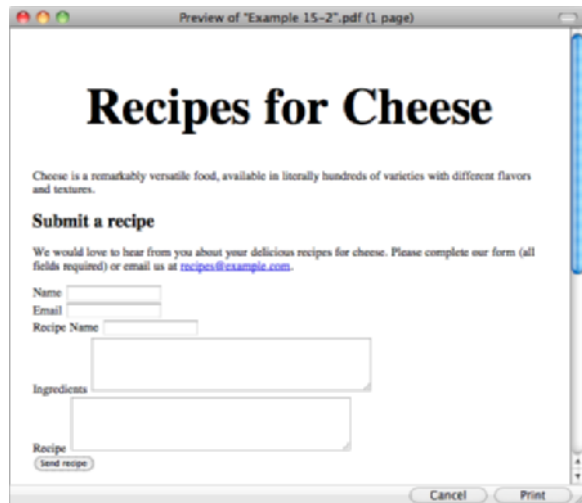 Preview of "Example 15-2".pdf (1 page)
Recipes for Cheese
Cheese is a remarkably versatile food, available in literally hundreds of varieties with different flavors
and textures.
Submit a recipe
We would love to hear from you about your delicious recipes for cheese. Please complete our form (all
fields required) or email us at recipes@example.com.
Name
Email
Recipe Name
Ingredients
Recipe
Send recipe
Cancel Print